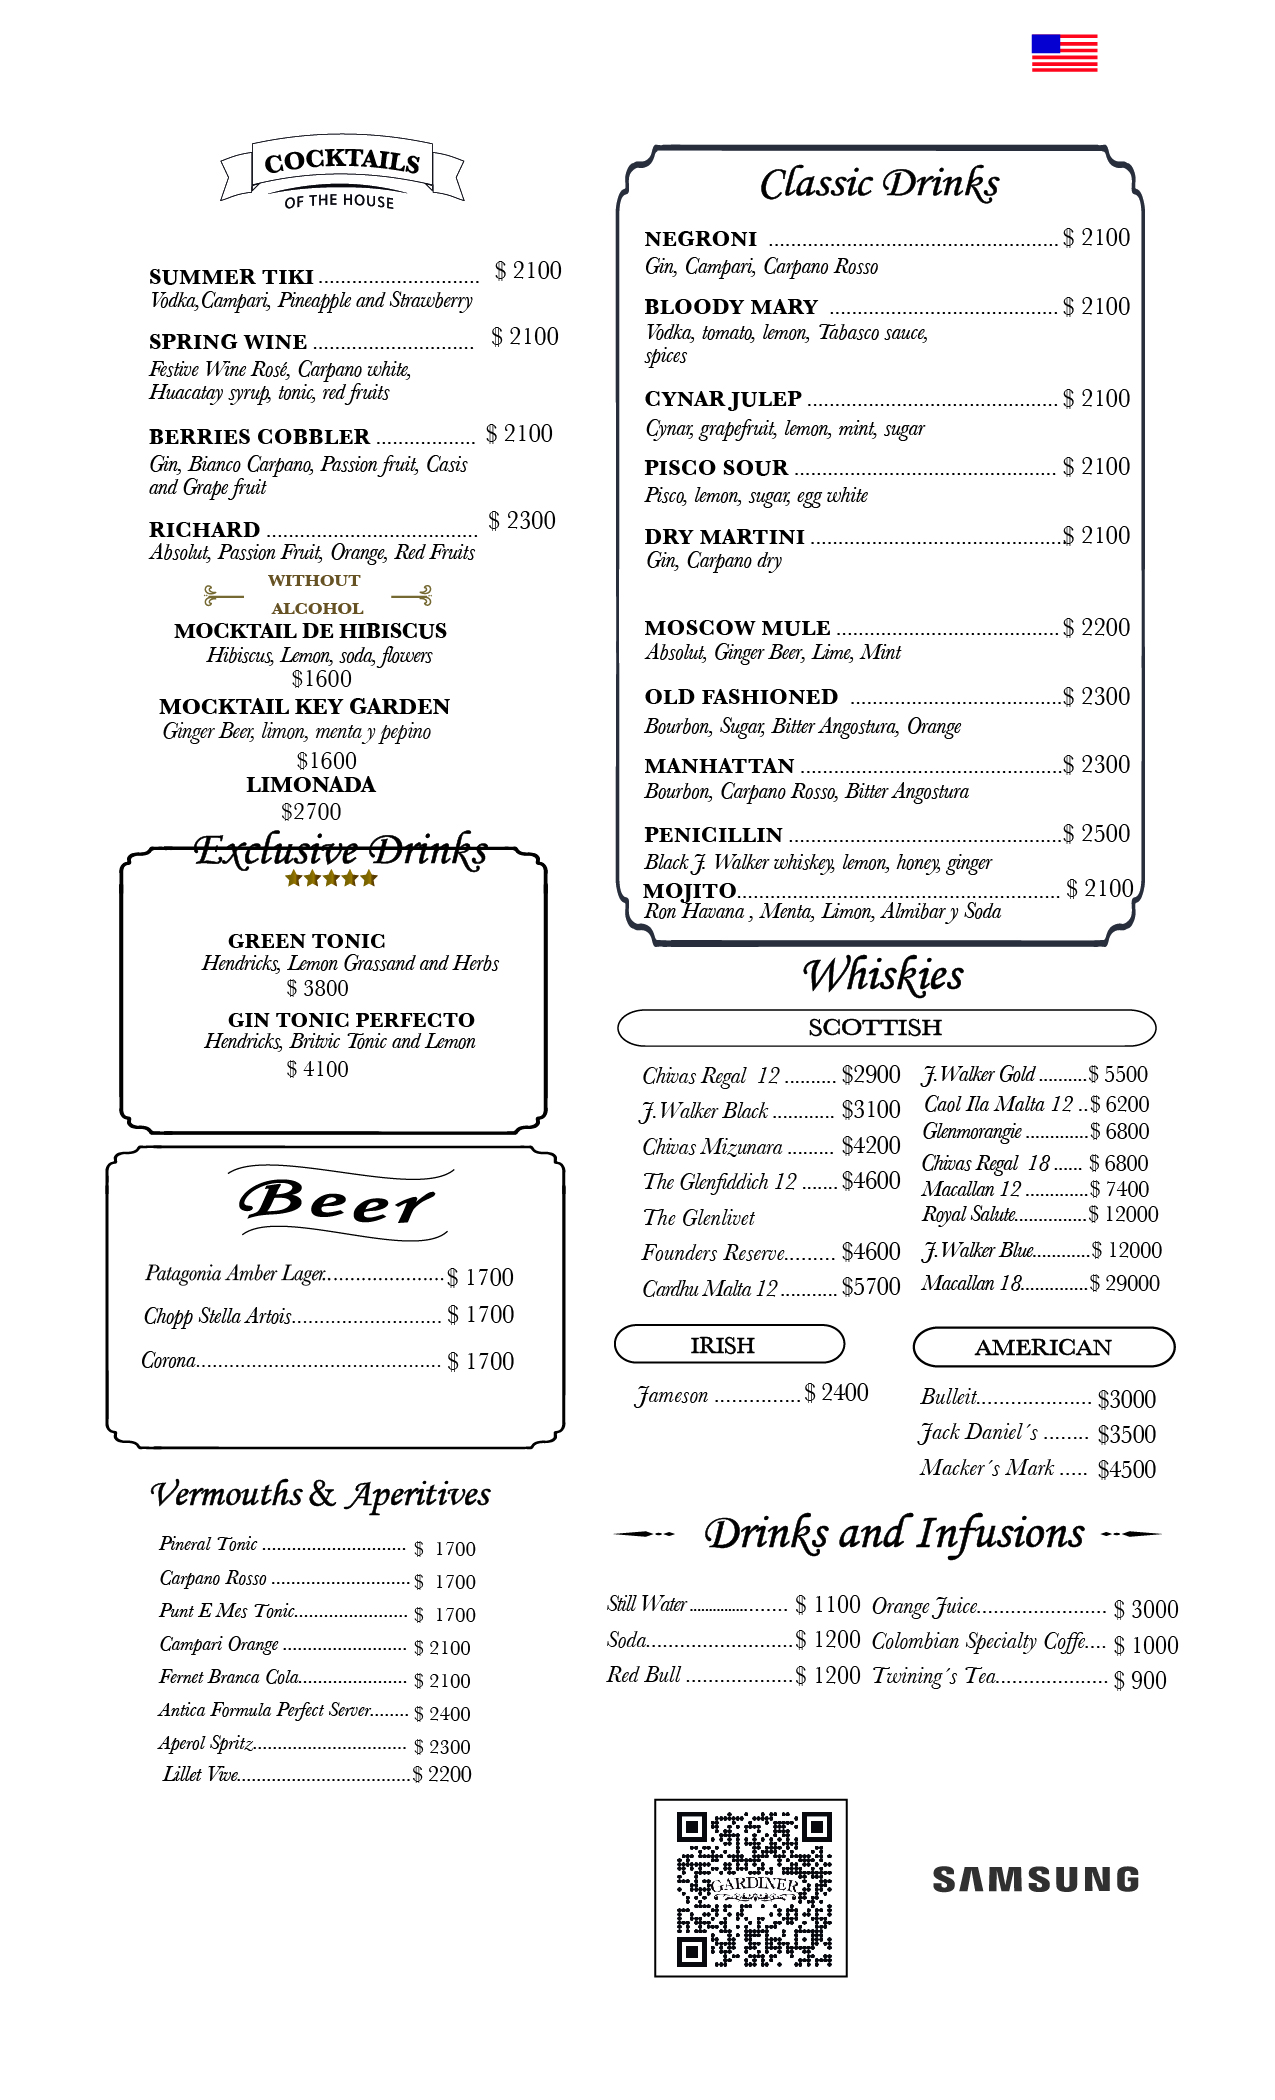 COCKTAILS
OF THE HOUSE
SUMMER TIKI ............................. $ 2100
Vodka,Campari, Pineapple and Strawberry
SPRING WINE ............................. $ 2100
Festive Wine Rosé, Carpano white,
Huacatay syrup, tonic, red fruits
BERRIES COBBLER .................. $ 2100
Gin, Bianco Carpano, Passion fruit, Casis
and Grape fruit
RICHARD ...................................... $ 2300
Absolut, Passion Fruit, Orange, Red Fruits
WITHOUT
ALCOHOL
MOCKTAIL DE HIBISCUS
Hibiscus, Lemon, soda, flowers
$1600
MOCKTAIL KEY GARDEN
Ginger Beer, limon, menta y pepino
$1600
LIMONADA
$2700
Exclusive Drinks
GREEN TONIC
Hendricks, Lemon Grassand and Herbs
$ 3800
GIN TONIC PERFECTO
Hendricks, Britvic Tonic and Lemon
$ 4100
Beer
Patagonia Amber Lager..................... $ 1700
Chopp Stella Artois........................... $ 1700
Corona............................................ $ 1700
Vermouths & Aperitives
Pineral Tonic ............................. $ 1700
Carpano Rosso ............................ $ 1700
Punt E Mes Tonic....................... $ 1700
Campari Orange ......................... $ 2100
Fernet Branca Cola...................... $ 2100
Antica Formula Perfect Server........ $ 2400
Aperol Spritz............................... $ 2300
Lillet Vive................................... $ 2200
Classic Drinks
NEGRONI .................................................... $ 2100
Gin, Campari, Carpano Rosso
BLOODY MARY ......................................... $ 2100
Vodka, tomato, lemon, Tabasco sauce,
spices
CYNAR JULEP ............................................. $ 2100
Cynar, grapefruit, lemon, mint, sugar
PISCO SOUR ............................................... $ 2100
Pisco, lemon, sugar, egg white
DRY MARTINI ............................................. $ 2100
Gin, Carpano dry
MOSCOW MULE ........................................ $ 2200
Absolut, Ginger Beer, Lime, Mint
OLD FASHIONED ...................................... $ 2300
Bourbon, Sugar, Bitter Angostura, Orange
MANHATTAN ............................................... $ 2300
Bourbon, Carpano Rosso, Bitter Angostura
PENICILLIN ................................................. $ 2500
Black J. Walker whiskey, lemon, honey, ginger
MOJITO.......................................................... $ 2100
Ron Havana , Menta, Limon, Almibar y Soda
Whiskies
SCOTTISH
Chivas Regal 12 .......... $2900
J.Walker Black ............ $3100
Chivas Mizunara ......... $4200
The Glenfiddich 12 ....... $4600
The Glenlivet
Founders Reserve......... $4600
Cardhu Malta 12 ........... $5700
J.Walker Gold .......... $ 5500
Caol Ila Malta 12 .. $ 6200
Glenmorangie ............. $ 6800
Chivas Regal 18 ...... $ 6800
Macallan 12 ............. $ 7400
Royal Salute............... $ 12000
J.Walker Blue............ $ 12000
Macallan 18.............. $ 29000
IRISH
Jameson ............... $ 2400
AMERICAN
Bulleit.................... $3000
Jack Daniel´s ........ $3500
Macker´s Mark ..... $4500
Drinks and Infusions
Still Water...................... $ 1100
Soda.......................... $ 1200
Red Bull ................... $ 1200
Orange Juice....................... $ 3000
Colombian Specialty Coffe.... $ 1000
Twining´s Tea.................... $ 900
GARDINER
SAMSUNG